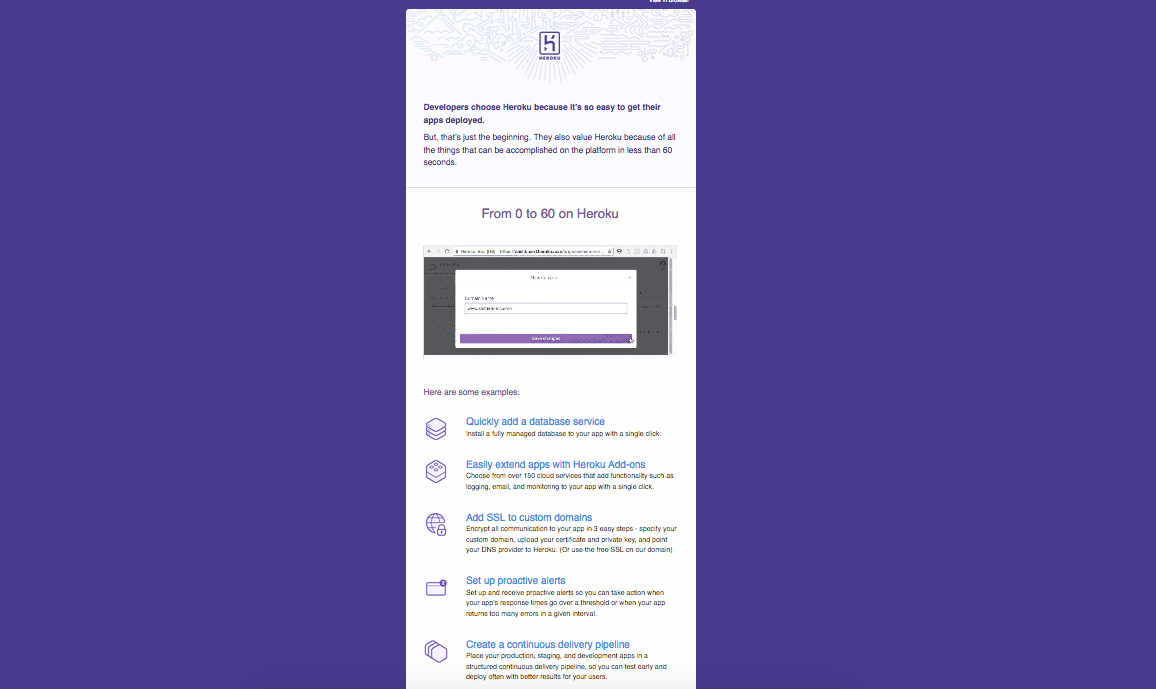 View in browser
HEROKU
Developers choose Heroku because it's so easy to get their
apps deployed.
But, that's just the beginning. They also value Heroku because of all
the things that can be accomplished on the platform in less than 60
seconds.
From 0 to 60 on Heroku
Heroku, Inc. [US] https://dashboard.heroku.com/apps
New domain
Domain Name
Save changes
Here are some examples:
Quickly add a database service
Install a fully managed database to your app with a single click.
Easily extend apps with Heroku Add-ons
Choose from over 150 cloud services that add functionality such as
logging, email, and monitoring to your app with a single click.
Add SSL to custom domains
Encrypt all communication to your app in 3 easy steps - specify your
custom domain, upload your certificate and private key, and point
your DNS provider to Heroku. (Or use the free SSL on our domain)
Set up proactive alerts
Set up and receive proactive alerts so you can take action when
your app's response times go over a threshold or when your app
returns too many errors in a given interval.
Create a continuous delivery pipeline
Place your production, staging, and development apps in a
structured continuous delivery pipeline, so you can test early and
deploy often with better results for your users.